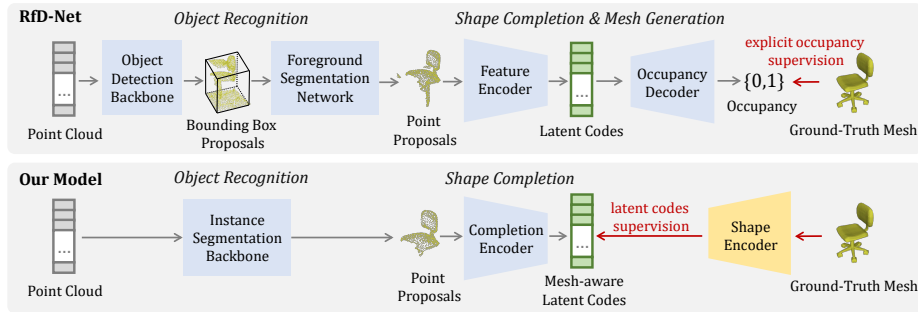 RfD-Net
Object Recognition
Shape Completion & Mesh Generation
Point Cloud
Object
Detection
Backbone
Bounding Box
Proposals
Foreground
Segmentation
Network
Point
Proposals
Feature
Encoder
...
Latent Codes
Occupancy
Decoder
{0,1}
Occupancy
explicit occupancy
supervision
Ground-Truth Mesh
Our Model
Object Recognition
Shape Completion
...
Point Cloud
Instance
Segmentation
Backbone
Point
Proposals
Completion
Encoder
...
Mesh-aware
Latent Codes
latent codes
supervision
Shape
Encoder
Ground-Truth Mesh